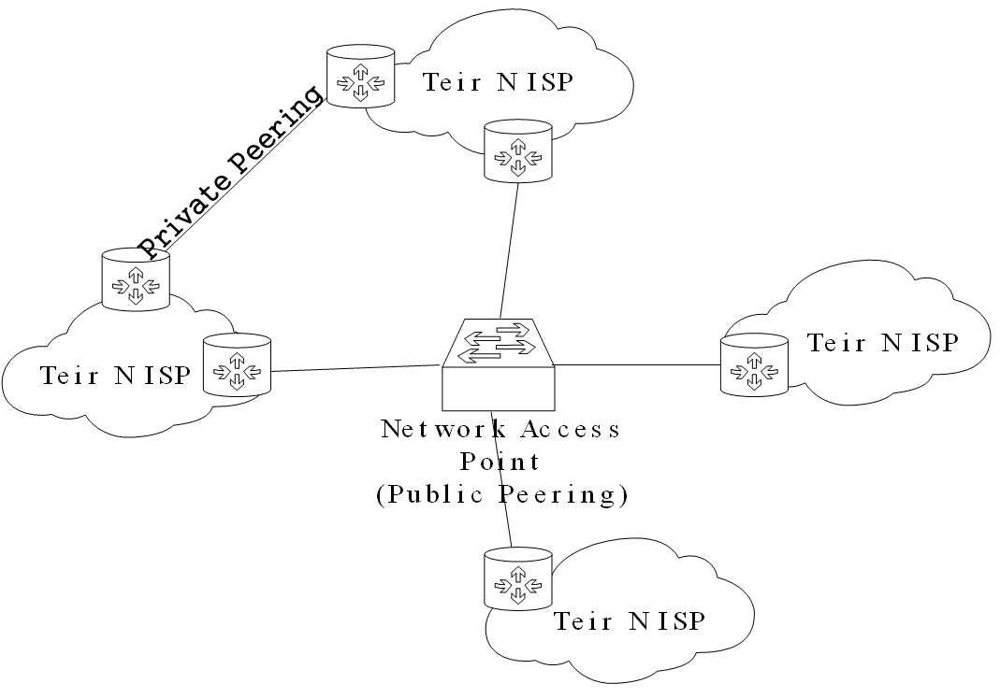 Teir N ISP
Private Peering
Teir N ISP
Teir N ISP
Network Access
Point
(Public Peering)
Teir N ISP